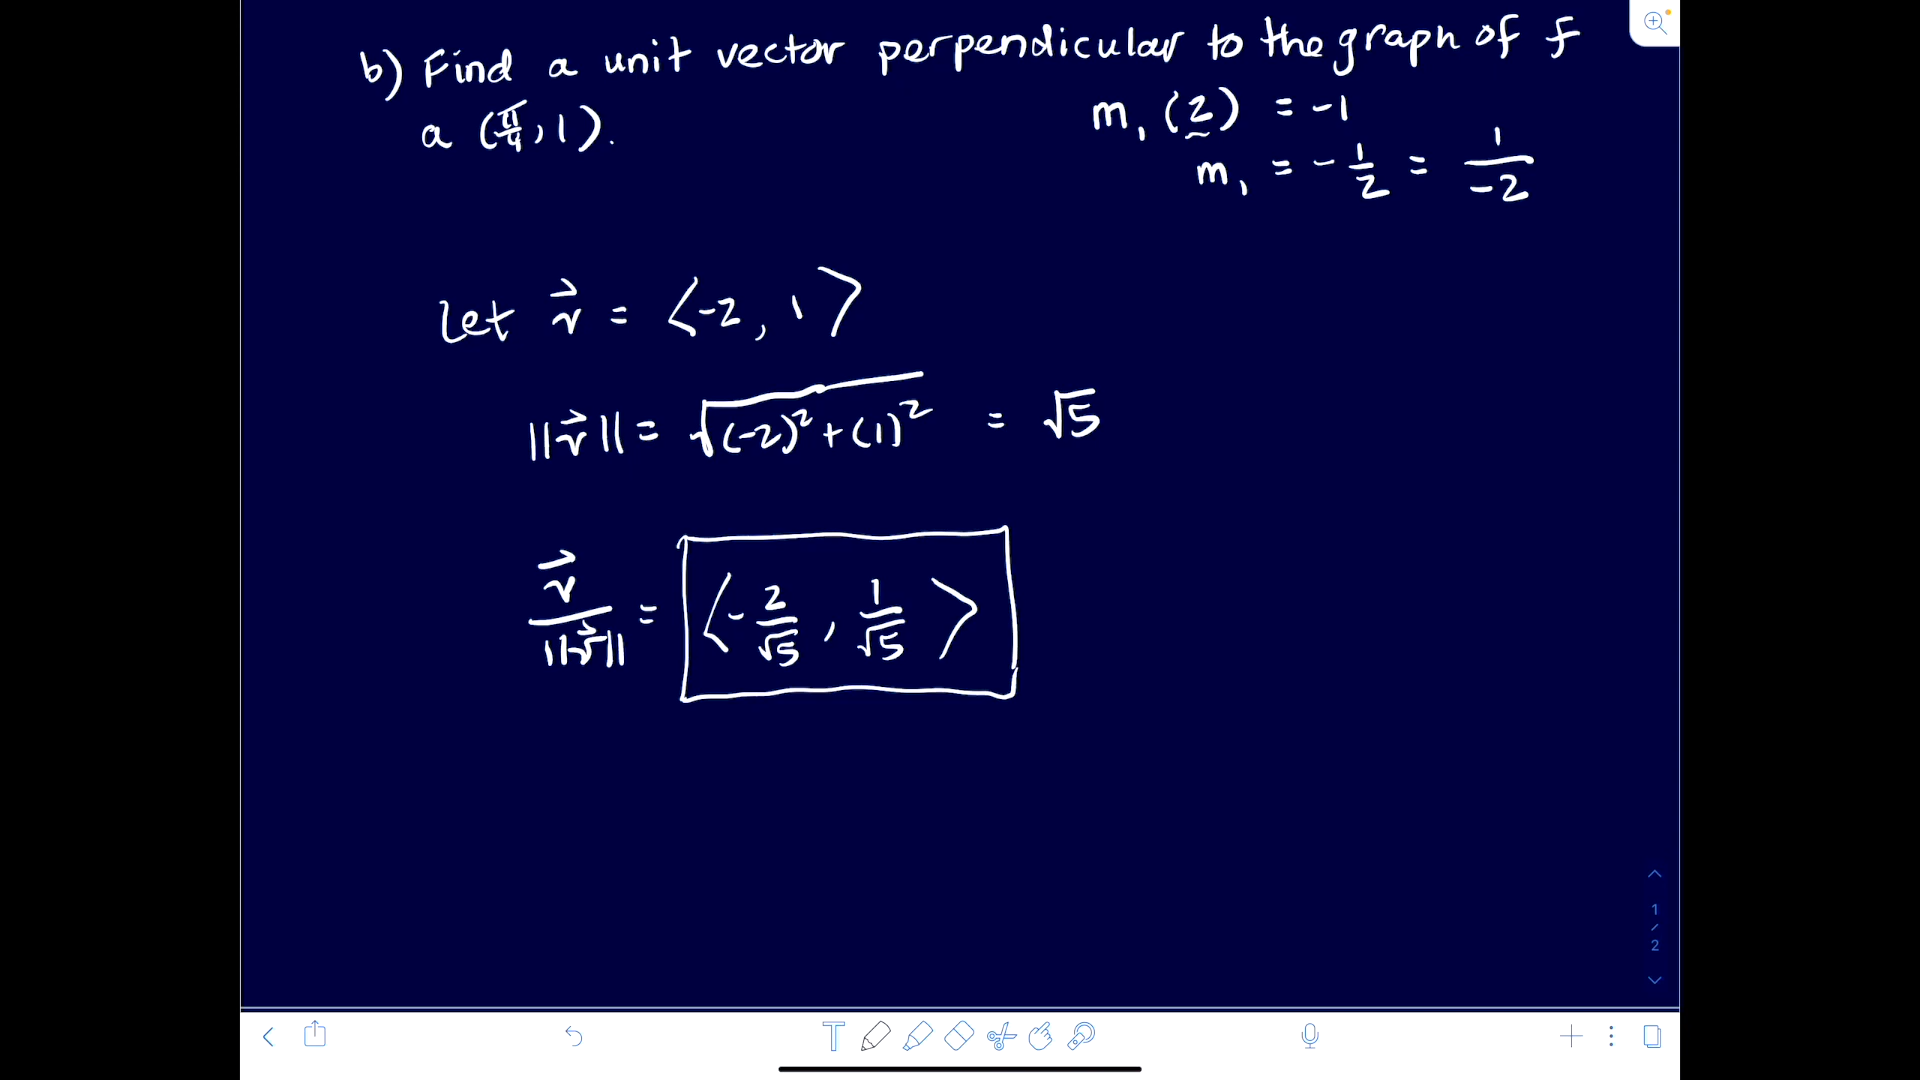 b) Find a unit vector perpendicular to the graph of f
a (π/4, 1).
m₁ (2) = -1
m₁ = - 1/2 = 1/-2
Let v⃗ = ⟨-2, 1⟩
||v⃗|| = √((-2)² + (1)²) = √5
v⃗/||v⃗|| = ⟨- 2/√5, 1/√5⟩
1
/
2
T